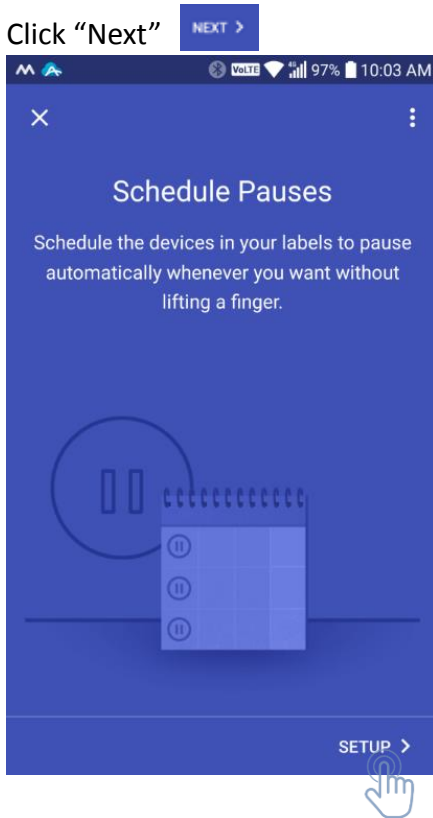 Click “Next” NEXT >
4G VoLTE 97% 10:03 AM
Schedule Pauses
Schedule the devices in your labels to pause
automatically whenever you want without
lifting a finger.
SETUP >